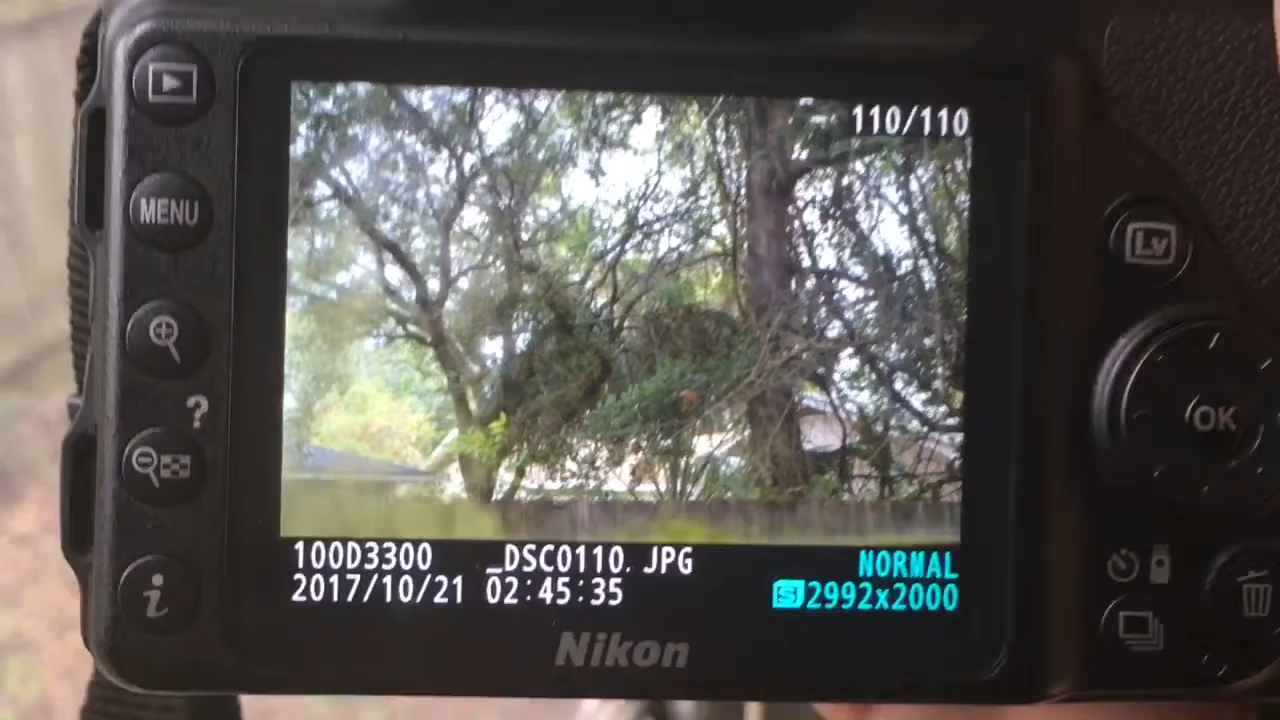 110/110
MENU
Lv
?
OK
100D3300 _DSC0110.JPG NORMAL
2017/10/21 02:45:35 S 2992x2000
i
Nikon